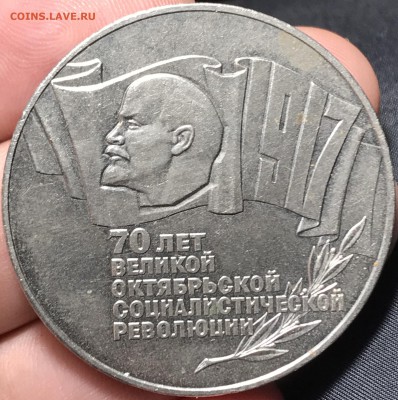 COINS.LAVE.RU
1917
70 ЛЕТ
ВЕЛИКОЙ
ОКТЯБРЬСКОЙ
СОЦИАЛИСТИЧЕСКОЙ
РЕВОЛЮЦИИ